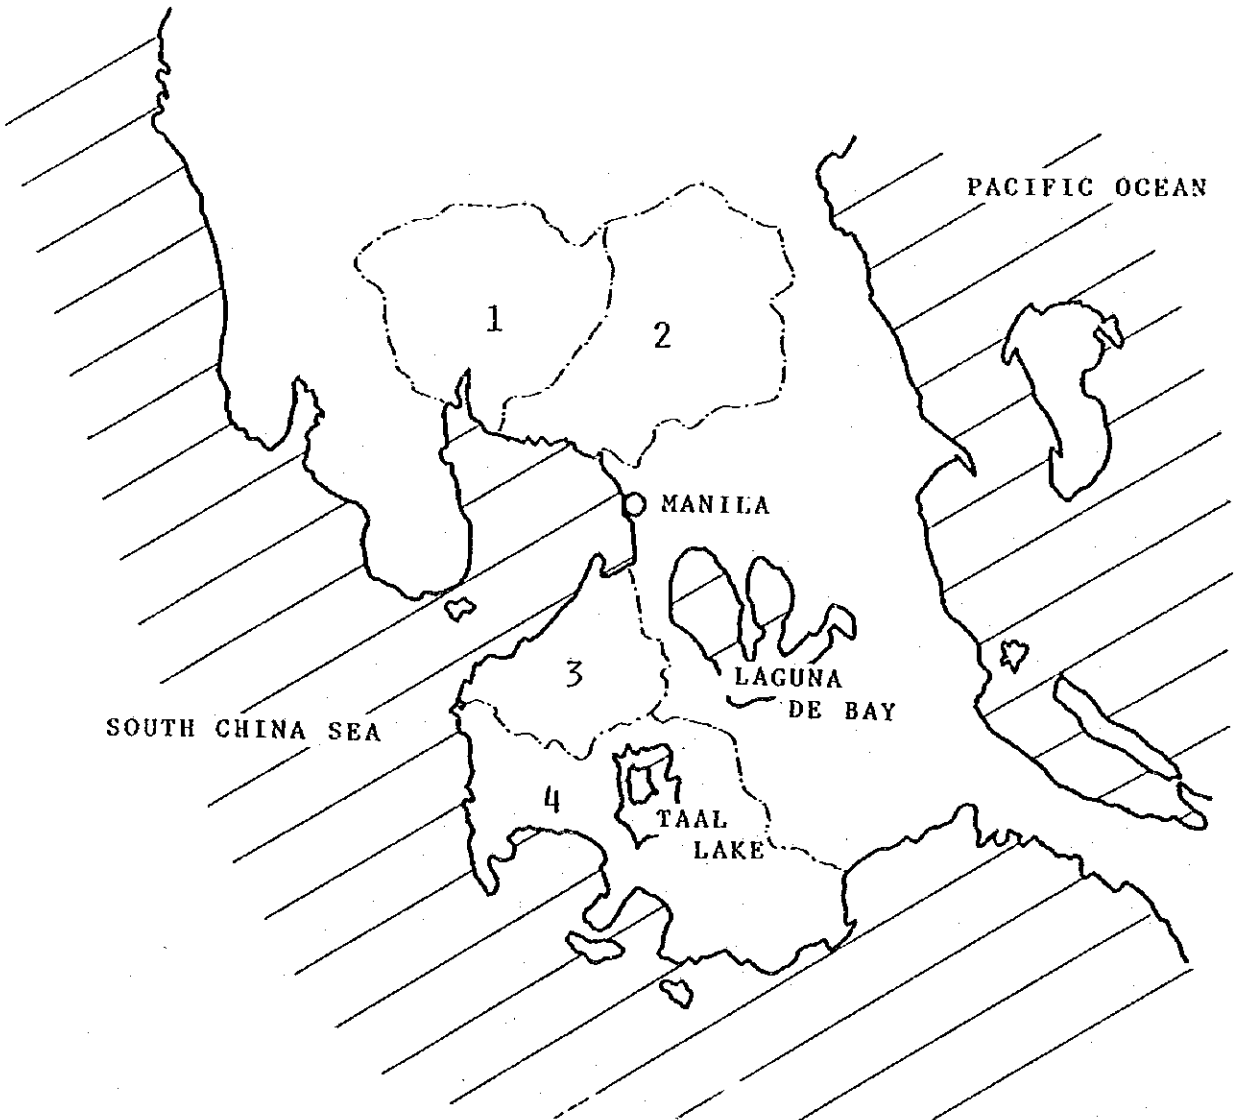 PACIFIC OCEAN
1
2
MANILA
3
LAGUNA
DE BAY
SOUTH CHINA SEA
4
TAAL
LAKE